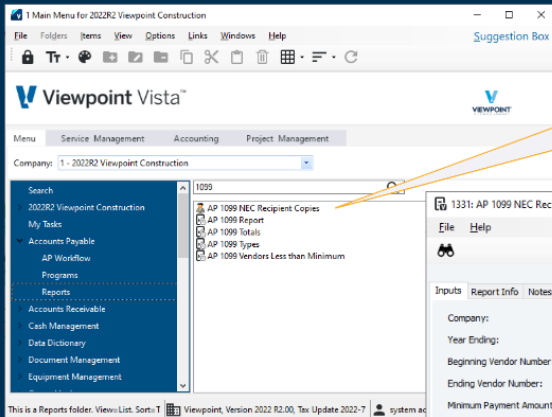 1 Main Menu for 2022R2 Viewpoint Construction
File Folders Items View Options Links Windows Help
Suggestion Box
Viewpoint Vista™
VIEWPOINT
Menu Service Management Accounting Project Management
Company: 1 - 2022R2 Viewpoint Construction
Search
2022R2 Viewpoint Construction
My Tasks
Accounts Payable
AP Workflow
Programs
Reports
Accounts Receivable
Cash Management
Data Dictionary
Document Management
Equipment Management
1099
AP 1099 NEC Recipient Copies
AP 1099 Report
AP 1099 Totals
AP 1099 Types
AP 1099 Vendors Less than Minimum
1331: AP 1099 NEC Rec
File Help
Inputs Report Info Notes
Company:
Year Ending:
Beginning Vendor Number
Ending Vendor Number:
Minimum Payment Amount
This is a Reports folder. View=List. Sort=T Viewpoint, Version 2022 R2.00, Tax Update 2022-7 system ad